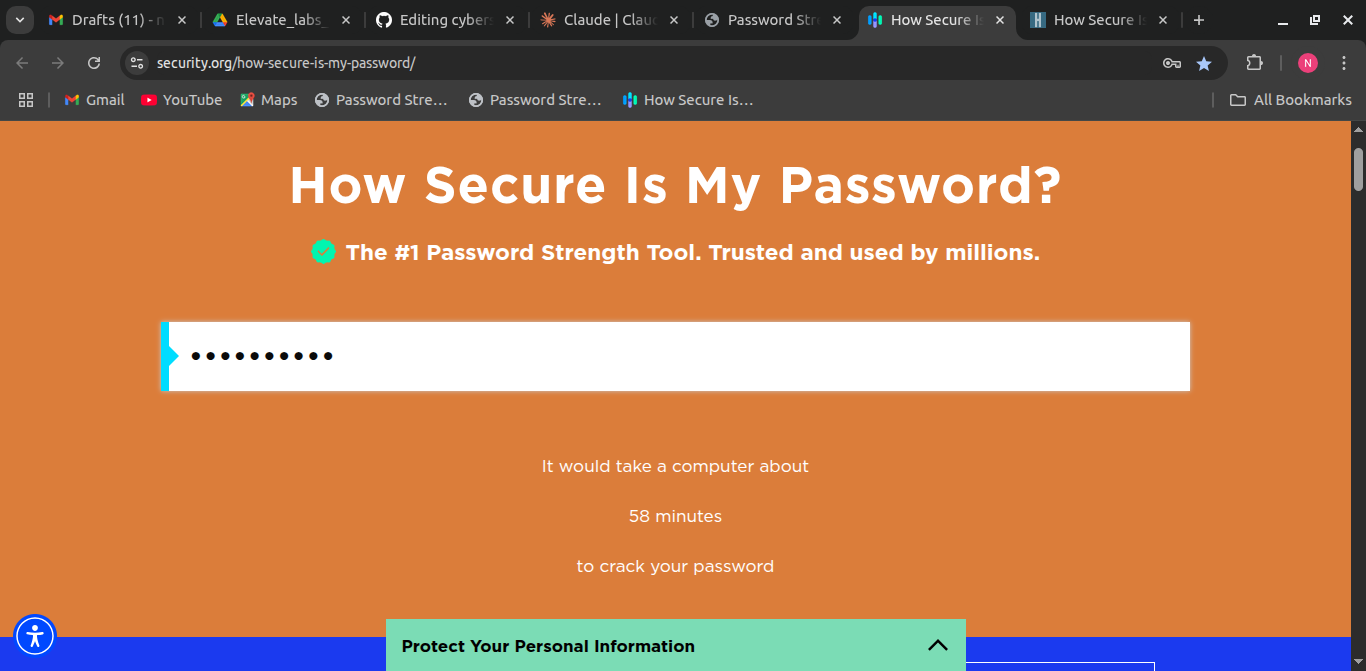 Drafts (11) - n
Elevate_labs_
Editing cybers
Claude | Clauc
Password Stre
How Secure Is
How Secure Is
security.org/how-secure-is-my-password/
N
Gmail
YouTube
Maps
Password Stre…
Password Stre…
How Secure Is…
All Bookmarks
How Secure Is My Password?
The #1 Password Strength Tool. Trusted and used by millions.
••••••••••
It would take a computer about
58 minutes
to crack your password
Protect Your Personal Information